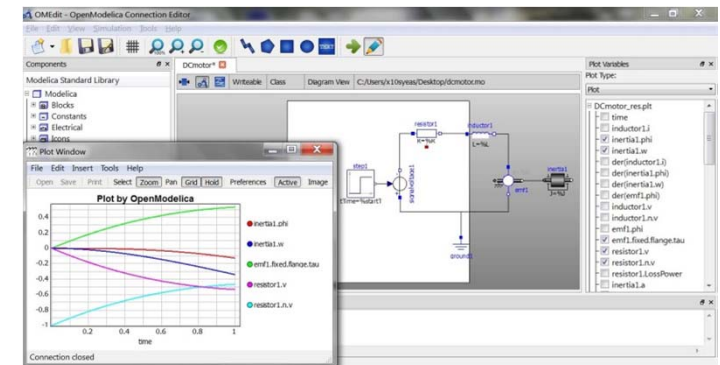 OMEdit - OpenModelica Connection Editor
File Edit View Simulation Tools Help
Components
Modelica Standard Library
Modelica
Blocks
Constants
Electrical
Icons
DCmotor*
Writeable Class Diagram View C:/Users/x10syeas/Desktop/dcmotor.mo
resistor1
inductor1
L=%L
step1
signalvoltage1
emf1
inertia1
J=%J
ground1
Plot Variables
Plot Type:
Plot
DCmotor_res.plt
time
inductor1.i
inertia1.phi
inertia1.w
der(inductor1.i)
der(inertia1.phi)
der(inertia1.w)
der(emf1.phi)
inductor1.v
inductor1.n.v
emf1.phi
emf1.fixed.flange.tau
resistor1.v
resistor1.n.v
resistor1.LossPower
inertia1.a
Plot Window
File Edit Insert Tools Help
Open Save Print Select Zoom Pan Grid Hold Preferences Active Image
Plot by OpenModelica
0.4
0.2
0
-0.2
-0.4
-0.6
-0.8
-1
0.2 0.4 0.6 0.8 1
time
inertia1.phi
inertia1.w
emf1.fixed.flange.tau
resistor1.v
resistor1.n.v
Connection closed